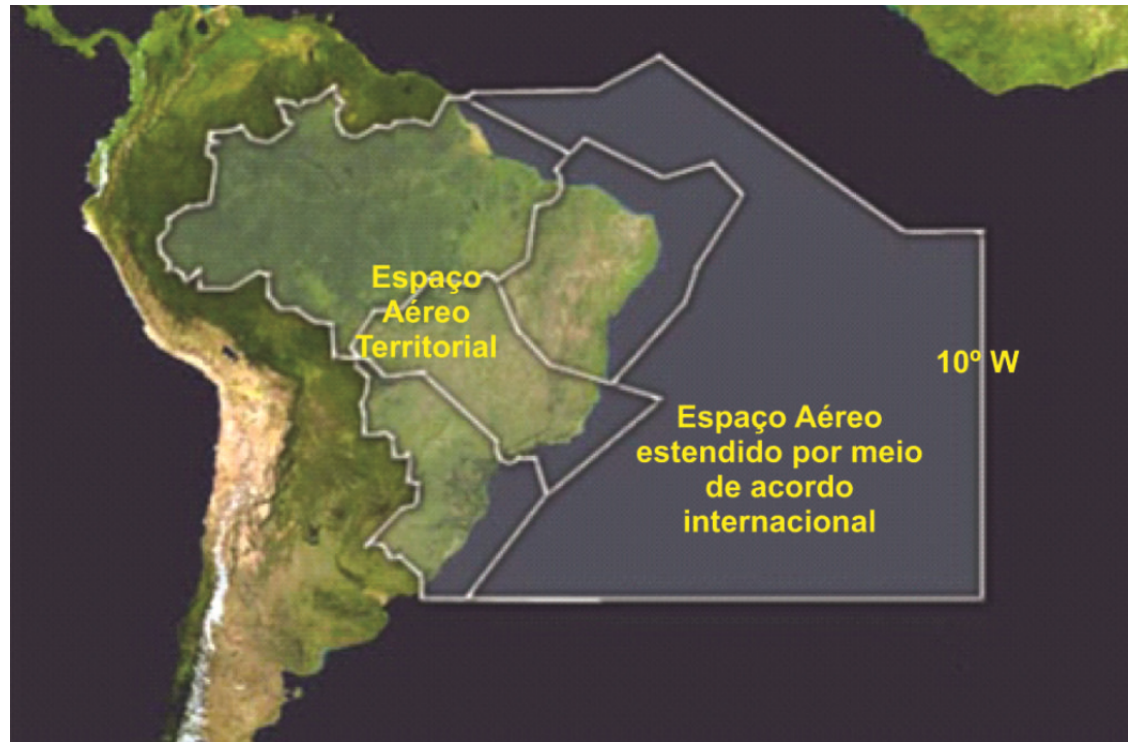 Espaço
Aéreo
Territorial
10º W
Espaço Aéreo
estendido por meio
de acordo
internacional